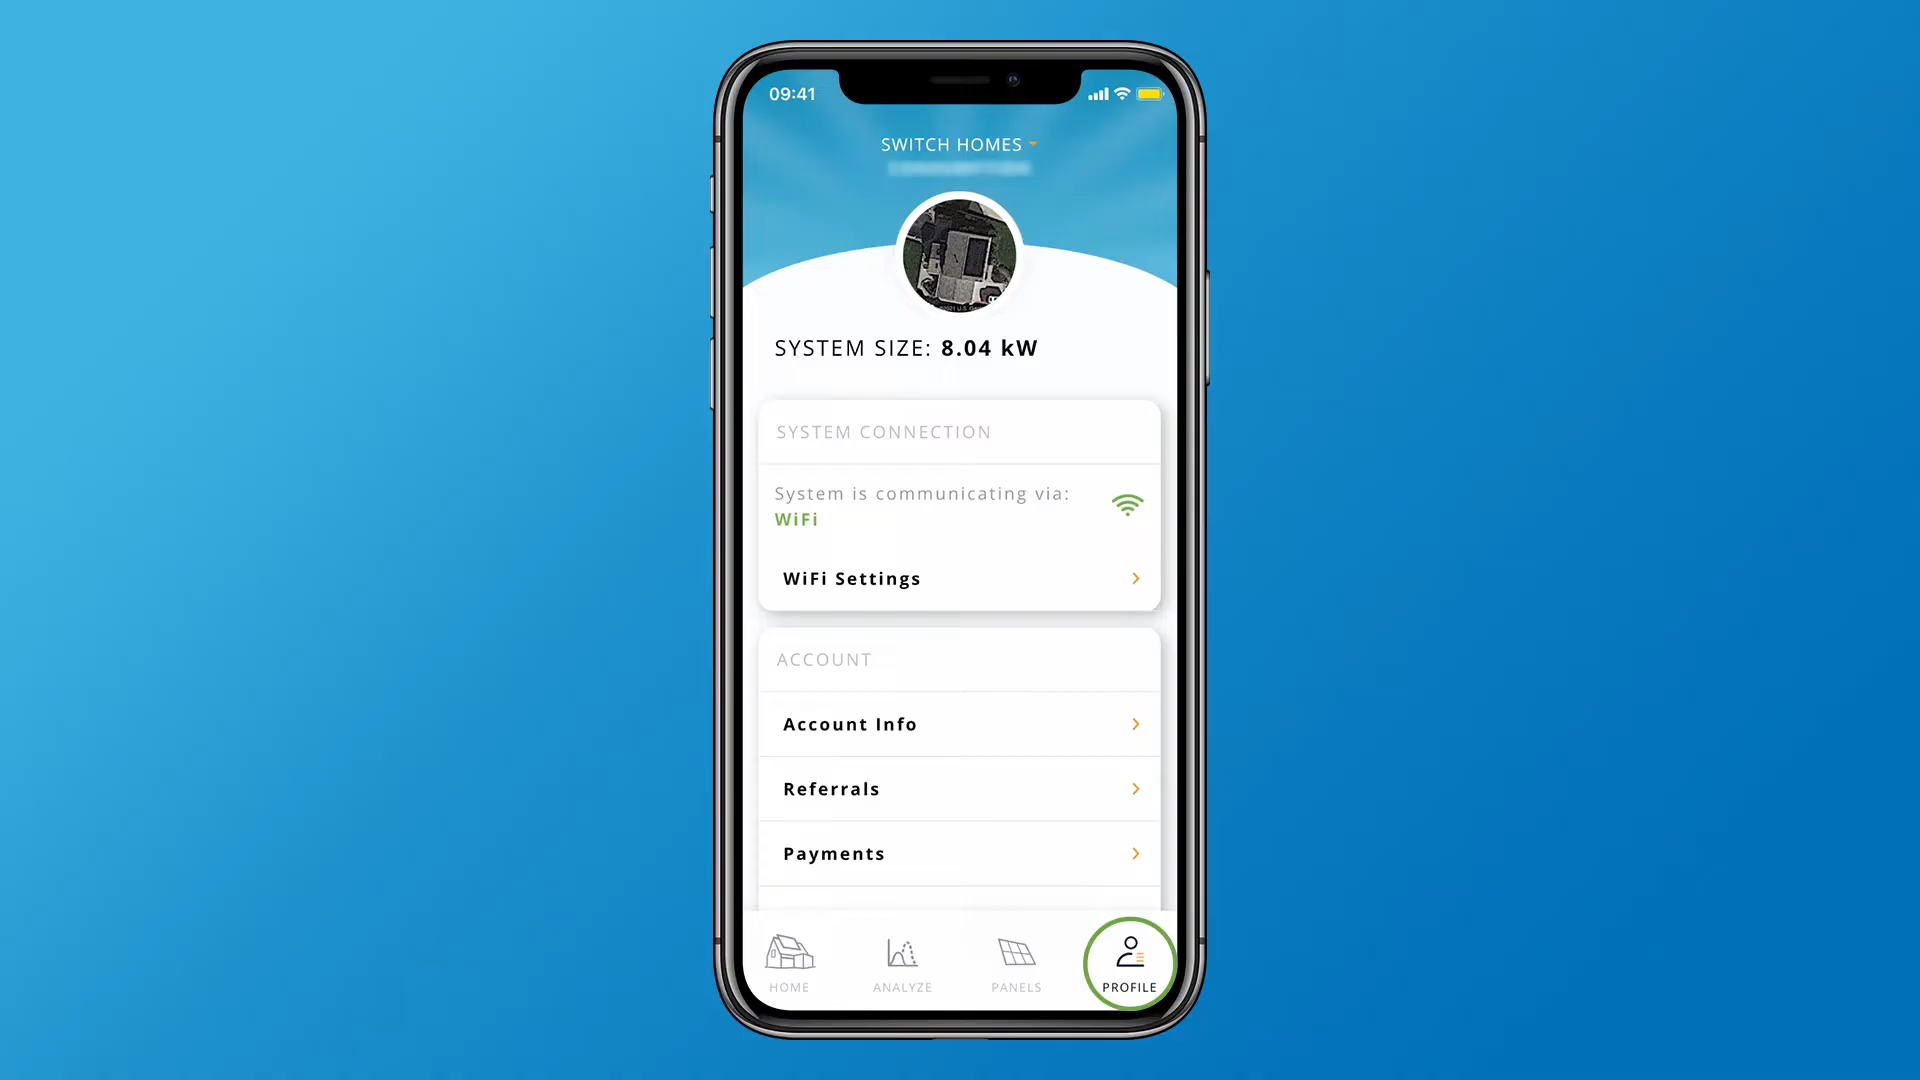 09:41
SWITCH HOMES
SYSTEM SIZE: 8.04 kW
SYSTEM CONNECTION
System is communicating via:
WiFi
WiFi Settings
ACCOUNT
Account Info
Referrals
Payments
HOME
ANALYZE
PANELS
PROFILE